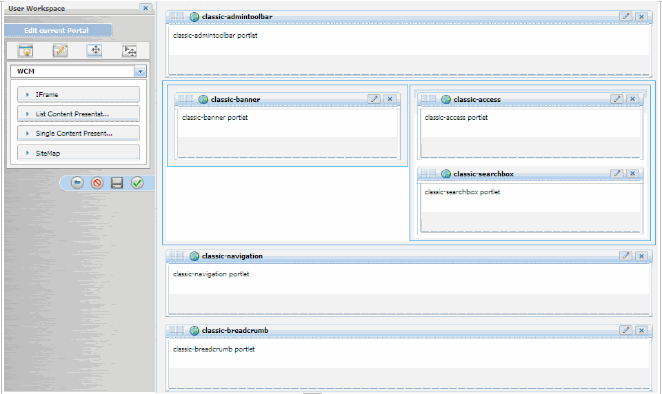 User Workspace
Edit current Portal
WCM
IFrame
List Content Presentat...
Single Content Present...
SiteMap
classic-admintoolbar
classic-admintoolbar portlet
classic-banner
classic-banner portlet
classic-access
classic-access portlet
classic-searchbox
classic-searchbox portlet
classic-navigation
classic-navigation portlet
classic-breadcrumb
classic-breadcrumb portlet